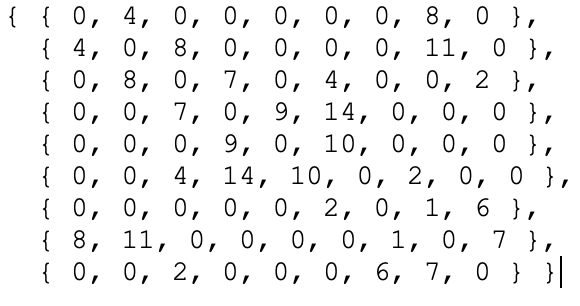 { { 0, 4, 0, 0, 0, 0, 0, 8, 0 },
{ 4, 0, 8, 0, 0, 0, 0, 11, 0 },
{ 0, 8, 0, 7, 0, 4, 0, 0, 2 },
{ 0, 0, 7, 0, 9, 14, 0, 0, 0 },
{ 0, 0, 0, 9, 0, 10, 0, 0, 0 },
{ 0, 0, 4, 14, 10, 0, 2, 0, 0 },
{ 0, 0, 0, 0, 0, 2, 0, 1, 6 },
{ 8, 11, 0, 0, 0, 0, 1, 0, 7 },
{ 0, 0, 2, 0, 0, 0, 6, 7, 0 } }